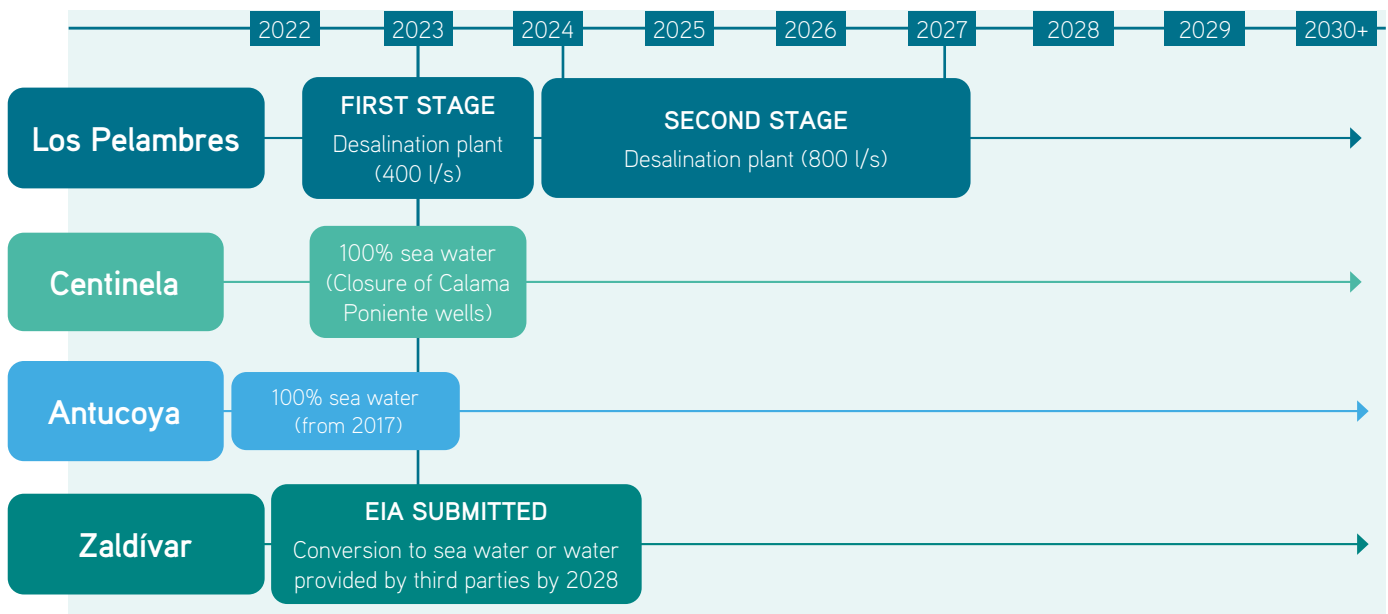 2022 2023 2024 2025 2026 2027 2028 2029 2030+
Los Pelambres
FIRST STAGE
Desalination plant
(400 l/s)
SECOND STAGE
Desalination plant (800 l/s)
Centinela
100% sea water
(Closure of Calama
Poniente wells)
Antucoya
100% sea water
(from 2017)
Zaldívar
EIA SUBMITTED
Conversion to sea water or water
provided by third parties by 2028